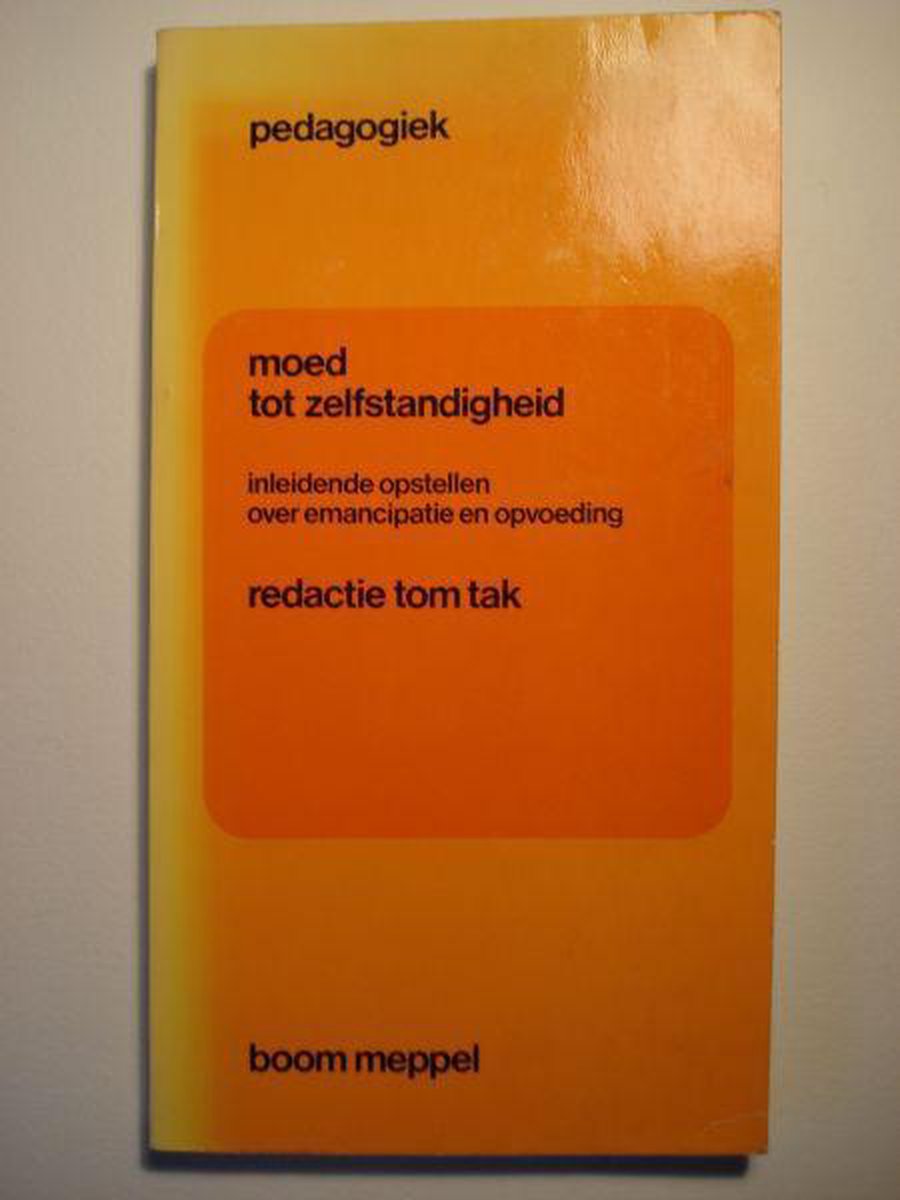 pedagogiek
moed
tot zelfstandigheid
inleidende opstellen
over emancipatie en opvoeding
redactie tom tak
boom meppel